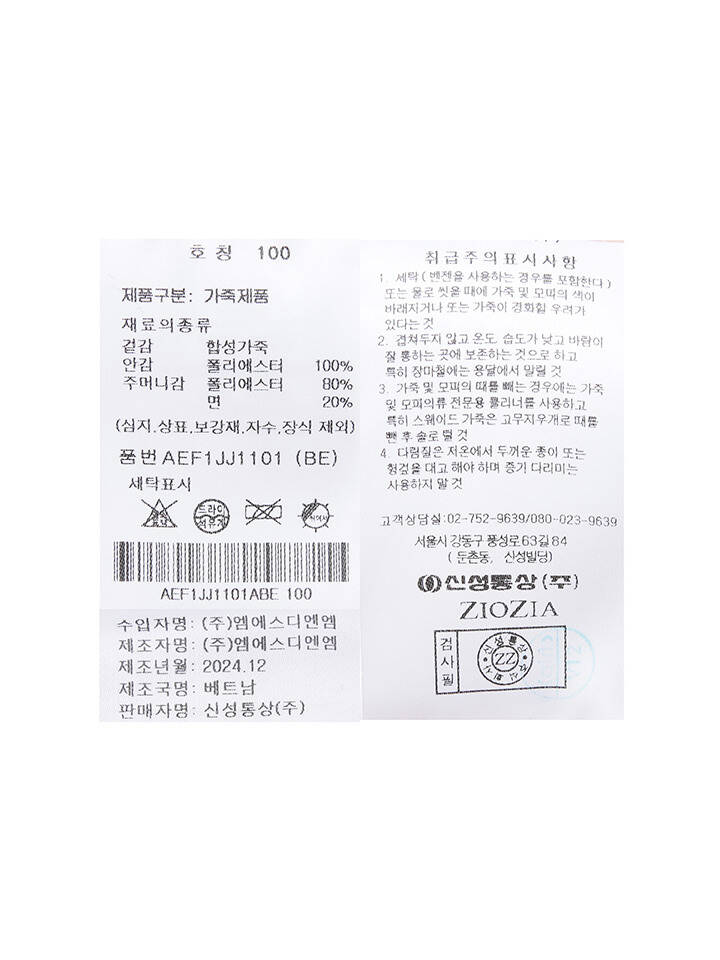 호칭 100
제품구분: 가죽제품
재료의종류
겉감 합성가죽
안감 폴리에스터 100%
주머니감 폴리에스터 80%
면 20%
(심지,상표,보강재,자수,장식 제외)
품번 AEF1JJ1101 (BE)
세탁표시
드라이
석유계
AEF1JJ1101ABE 100
수입자명: (주)엠에스디엔엠
제조자명: (주)엠에스디엔엠
제조년월: 2024.12
제조국명: 베트남
판매자명: 신성통상(주)
취급주의표시사항
1. 세탁(벤젠을 사용하는 경우를 포함한다)
또는 물로 씻을 때에 가죽 및 모피의 색이
바래지거나 또는 가죽이 경화될 우려가
있다는 것
2. 겹쳐두지 않고 온도, 습도가 낮고 바람이
잘 통하는 곳에 보존하는 것으로 하고
특히 장마철에는 응달에서 말릴 것
3. 가죽 및 모피의 때를 빼는 경우에는 가죽
및 모피의류 전문용 클리너를 사용하고
특히 스웨이드 가죽은 고무지우개로 때를
뺀 후 솔로 털 것
4. 다림질은 저온에서 두꺼운 종이 또는
헝겊을 대고 해야 하며 증기 다리미는
사용하지 말 것
고객상담실:02-752-9639/080-023-9639
서울시 강동구 풍성로63길 84
(둔촌동, 신성빌딩)
신성통상(주)
ZIOZIA
검사필
신성통상
ZZ
주식회사